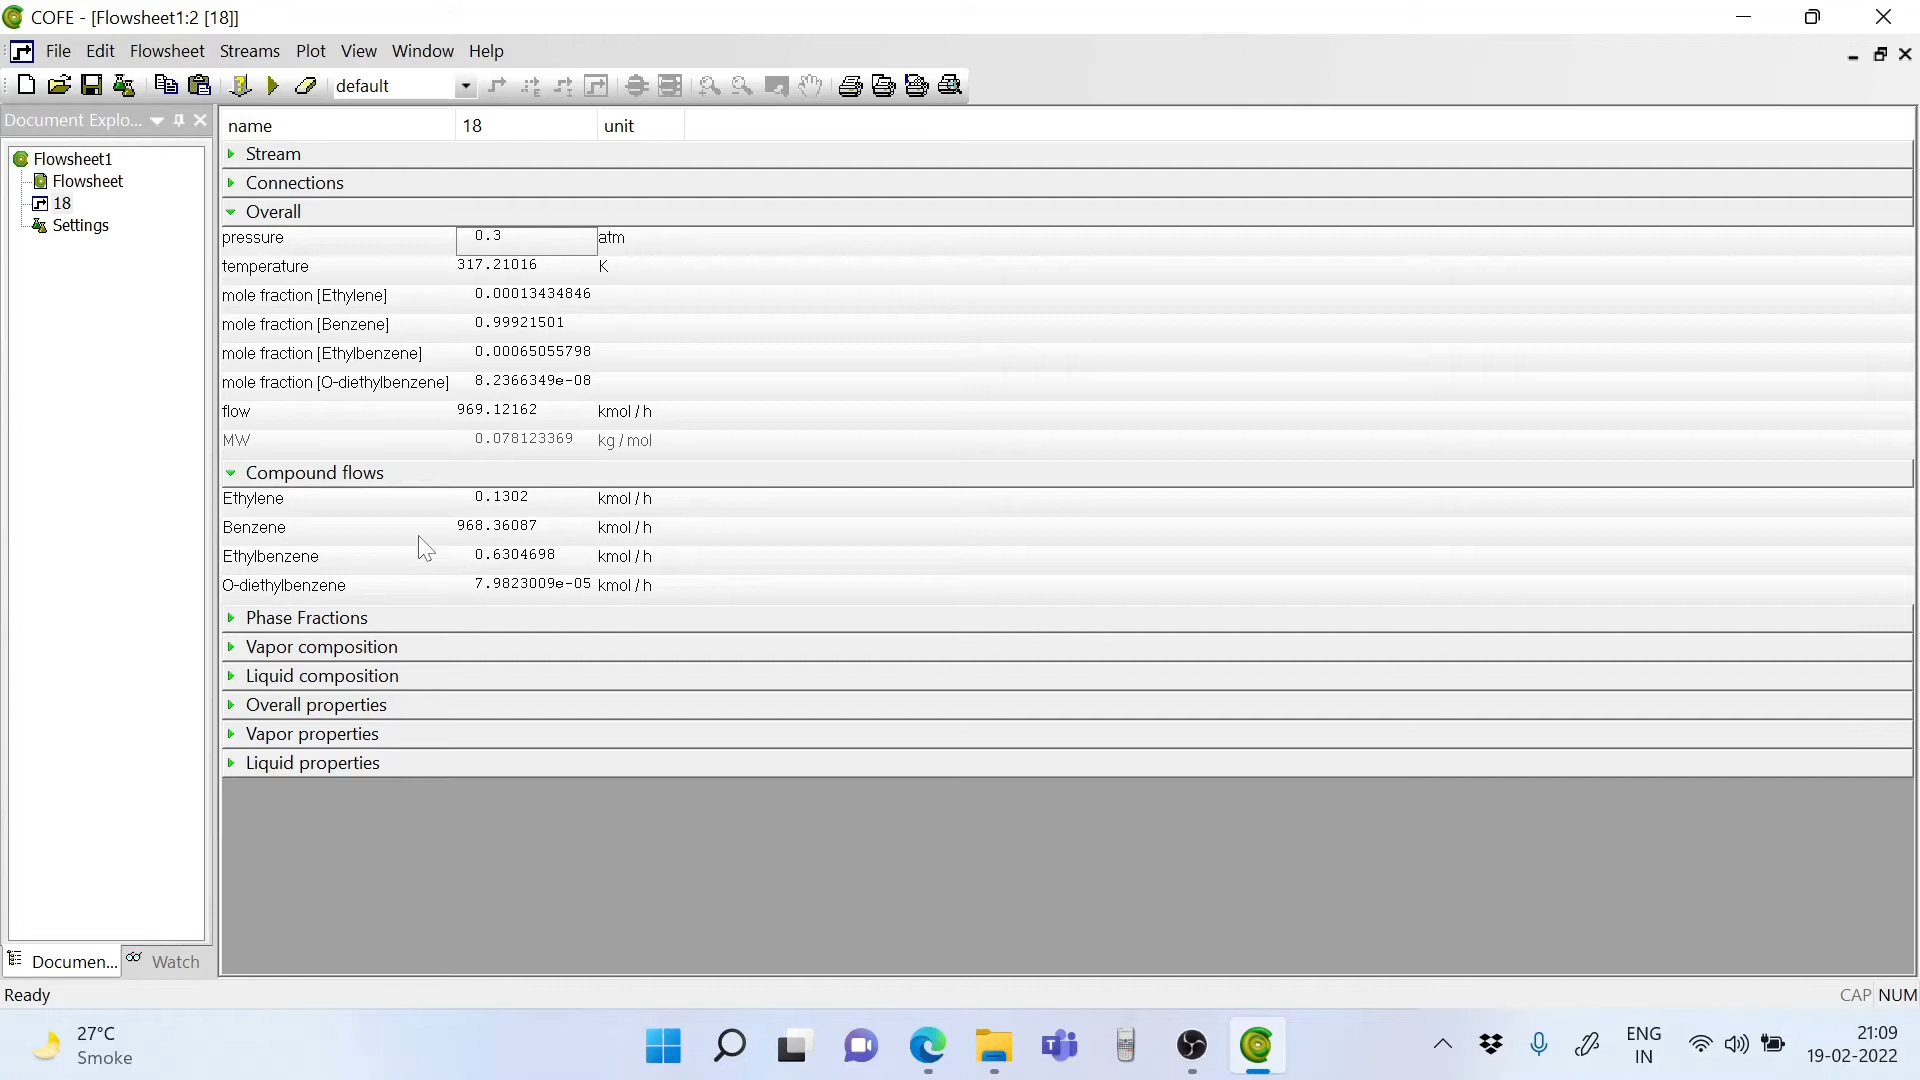 COFE - [Flowsheet1:2 [18]]
File Edit Flowsheet Streams Plot View Window Help
default
Document Explo...
Flowsheet1
Flowsheet
18
Settings
name 18 unit
Stream
Connections
Overall
pressure 0.3 atm
temperature 317.21016 K
mole fraction [Ethylene] 0.00013434846
mole fraction [Benzene] 0.99921501
mole fraction [Ethylbenzene] 0.00065055798
mole fraction [O-diethylbenzene] 8.2366349e-08
flow 969.12162 kmol / h
MW 0.078123369 kg / mol
Compound flows
Ethylene 0.1302 kmol / h
Benzene 968.36087 kmol / h
Ethylbenzene 0.6304698 kmol / h
O-diethylbenzene 7.9823009e-05 kmol / h
Phase Fractions
Vapor composition
Liquid composition
Overall properties
Vapor properties
Liquid properties
Documen... Watch
Ready
CAP NUM
27°C
Smoke
ENG
IN
21:09
19-02-2022